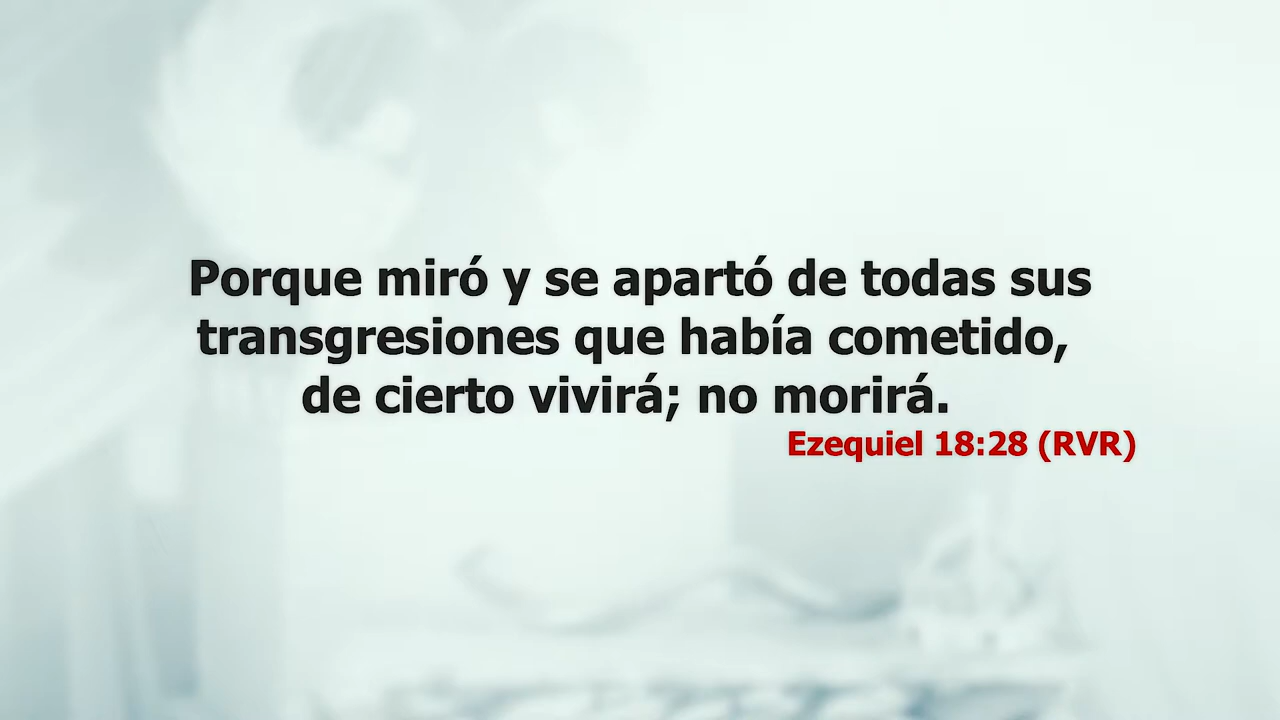 Porque miró y se apartó de todas sus
transgresiones que había cometido,
de cierto vivirá; no morirá.
Ezequiel 18:28 (RVR)